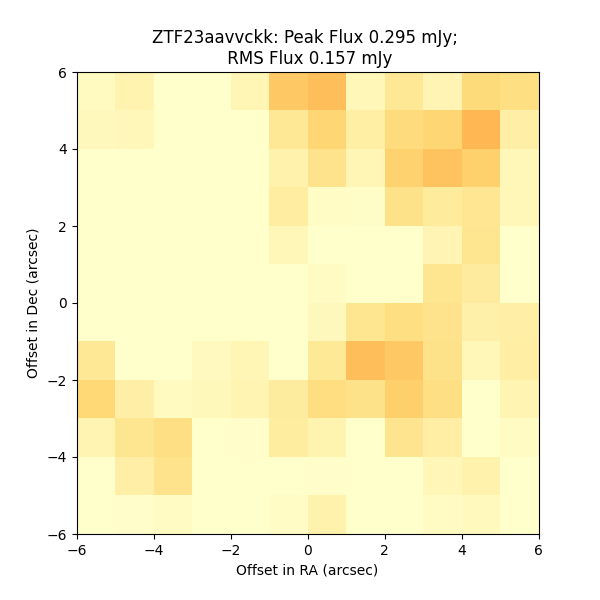 ZTF23aavvckk: Peak Flux 0.295 mJy;
RMS Flux 0.157 mJy
6
4
2
0
−2
−4
−6
Offset in Dec (arcsec)
−6 −4 −2 0 2 4 6
Offset in RA (arcsec)